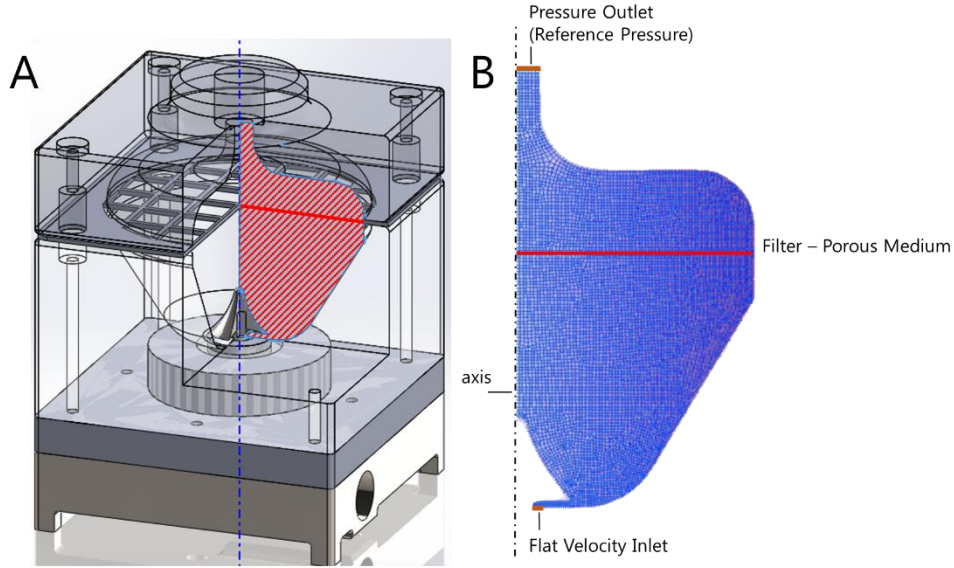 A
B
Pressure Outlet
(Reference Pressure)
Filter – Porous Medium
axis
Flat Velocity Inlet